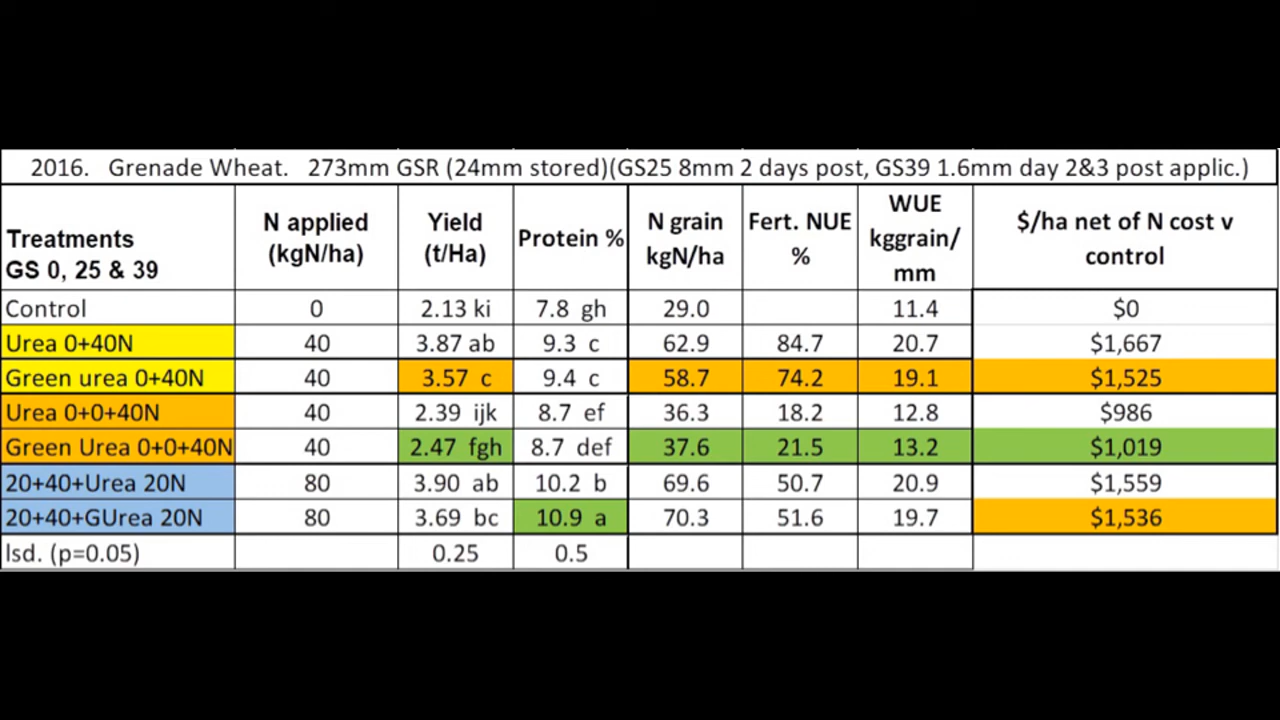 2016. Grenade Wheat. 273mm GSR (24mm stored)(GS25 8mm 2 days post, GS39 1.6mm day 2&3 post applic.)
Treatments GS 0, 25 & 39 N applied (kgN/ha) Yield (t/Ha) Protein % N grain kgN/ha Fert. NUE % WUE kggrain/ mm $/ha net of N cost v control
Control 0 2.13 ki 7.8 gh 29.0 11.4 $0
Urea 0+40N 40 3.87 ab 9.3 c 62.9 84.7 20.7 $1,667
Green urea 0+40N 40 3.57 c 9.4 c 58.7 74.2 19.1 $1,525
Urea 0+0+40N 40 2.39 ijk 8.7 ef 36.3 18.2 12.8 $986
Green Urea 0+0+40N 40 2.47 fgh 8.7 def 37.6 21.5 13.2 $1,019
20+40+Urea 20N 80 3.90 ab 10.2 b 69.6 50.7 20.9 $1,559
20+40+GUrea 20N 80 3.69 bc 10.9 a 70.3 51.6 19.7 $1,536
lsd. (p=0.05) 0.25 0.5